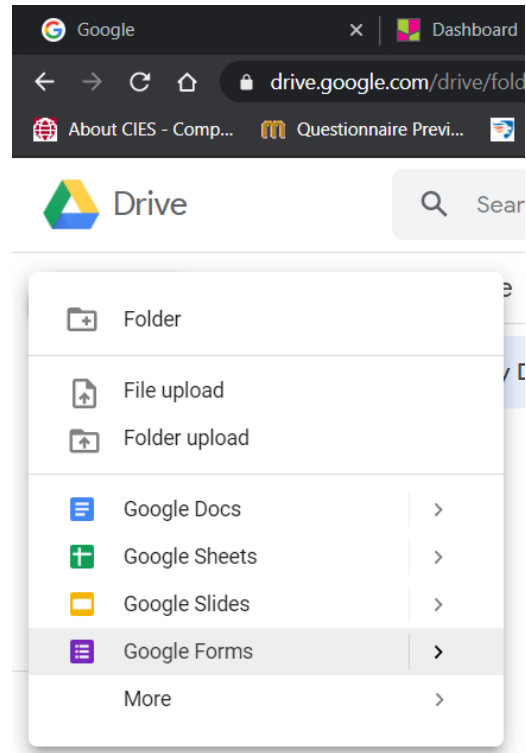 Google Dashboard
drive.google.com/drive/fold
About CIES - Comp... Questionnaire Previ...
Drive Sear
Folder
File upload
Folder upload
Google Docs
Google Sheets
Google Slides
Google Forms
More